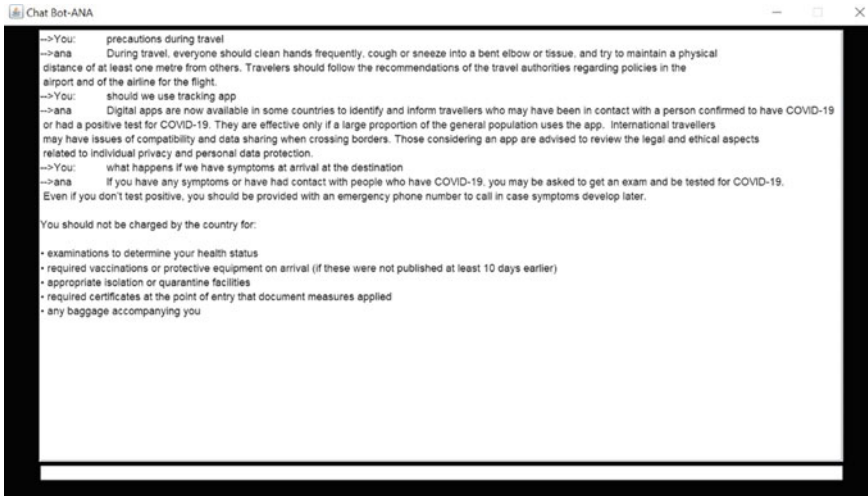 Chat Bot-ANA
-->You: precautions during travel
-->ana During travel, everyone should clean hands frequently, cough or sneeze into a bent elbow or tissue, and try to maintain a physical
distance of at least one metre from others. Travelers should follow the recommendations of the travel authorities regarding policies in the
airport and of the airline for the flight.
-->You: should we use tracking app
-->ana Digital apps are now available in some countries to identify and inform travellers who may have been in contact with a person confirmed to have COVID-19
or had a positive test for COVID-19. They are effective only if a large proportion of the general population uses the app. International travellers
may have issues of compatibility and data sharing when crossing borders. Those considering an app are advised to review the legal and ethical aspects
related to individual privacy and personal data protection.
-->You: what happens if we have symptoms at arrival at the destination
-->ana If you have any symptoms or have had contact with people who have COVID-19, you may be asked to get an exam and be tested for COVID-19.
Even if you don't test positive, you should be provided with an emergency phone number to call in case symptoms develop later.
You should not be charged by the country for:
• examinations to determine your health status
• required vaccinations or protective equipment on arrival (if these were not published at least 10 days earlier)
• appropriate isolation or quarantine facilities
• required certificates at the point of entry that document measures applied
• any baggage accompanying you